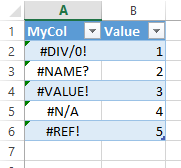 A B
1 MyCol Value
2 #DIV/0! 1
3 #NAME? 2
4 #VALUE! 3
5 #N/A 4
6 #REF! 5